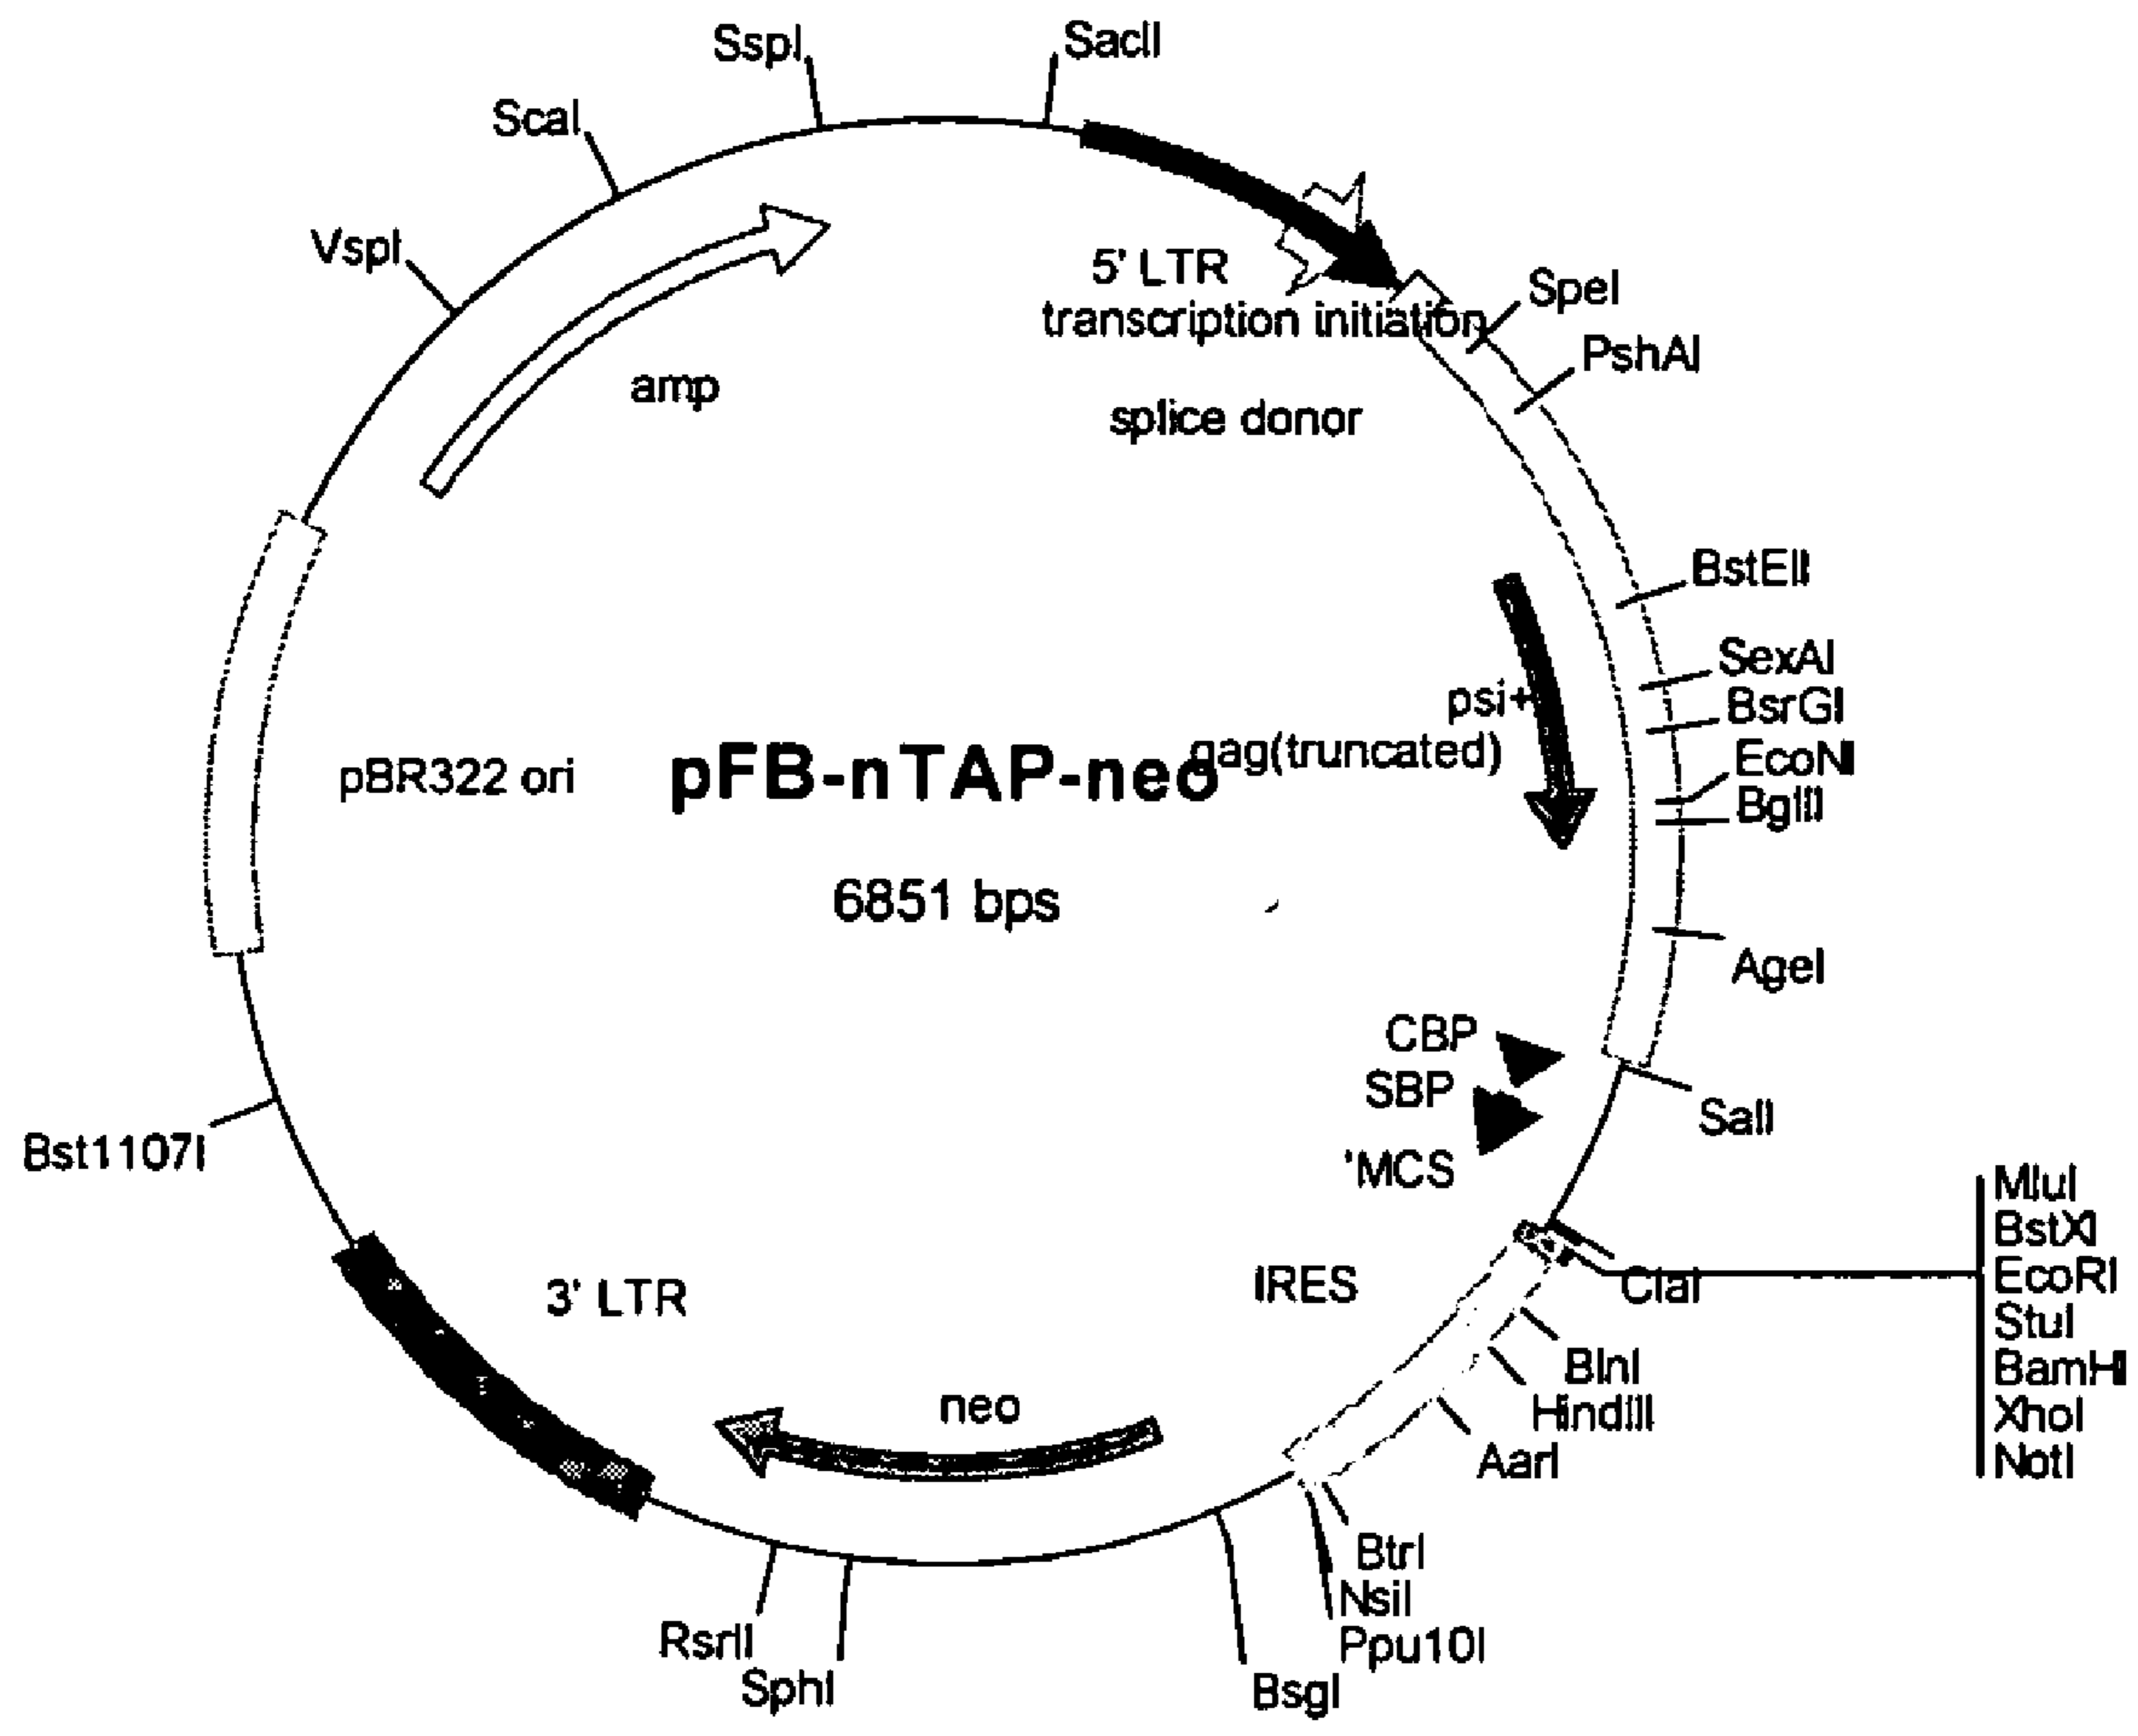 SspI
SacII
ScaI
VspI
5' LTR
transcription initiation
SpeI
PshAI
amp
splice donor
BstEII
SexAI
psi+
BsrGI
gag(truncated)
EcoNI
BglII
pBR322 ori
pFB-nTAP-neo
6851 bps
AgeI
CBP
SBP
SalI
'MCS
Bst1107I
MluI
BstXI
EcoRI
StuI
BamHI
XhoI
NotI
ClaI
IRES
3' LTR
BlnI
HindIII
AarI
neo
BtrI
NsiI
Ppu10I
RsrII
SphI
BsgI